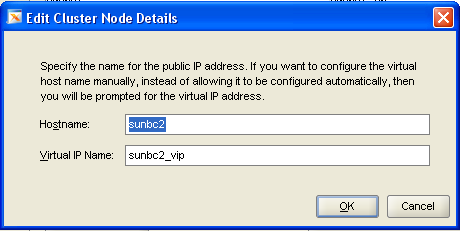 Edit Cluster Node Details
Specify the name for the public IP address. If you want to configure the virtual
host name manually, instead of allowing it to be configured automatically, then
you will be prompted for the virtual IP address.
Hostname: sunbc2
Virtual IP Name: sunbc2_vip
OK Cancel